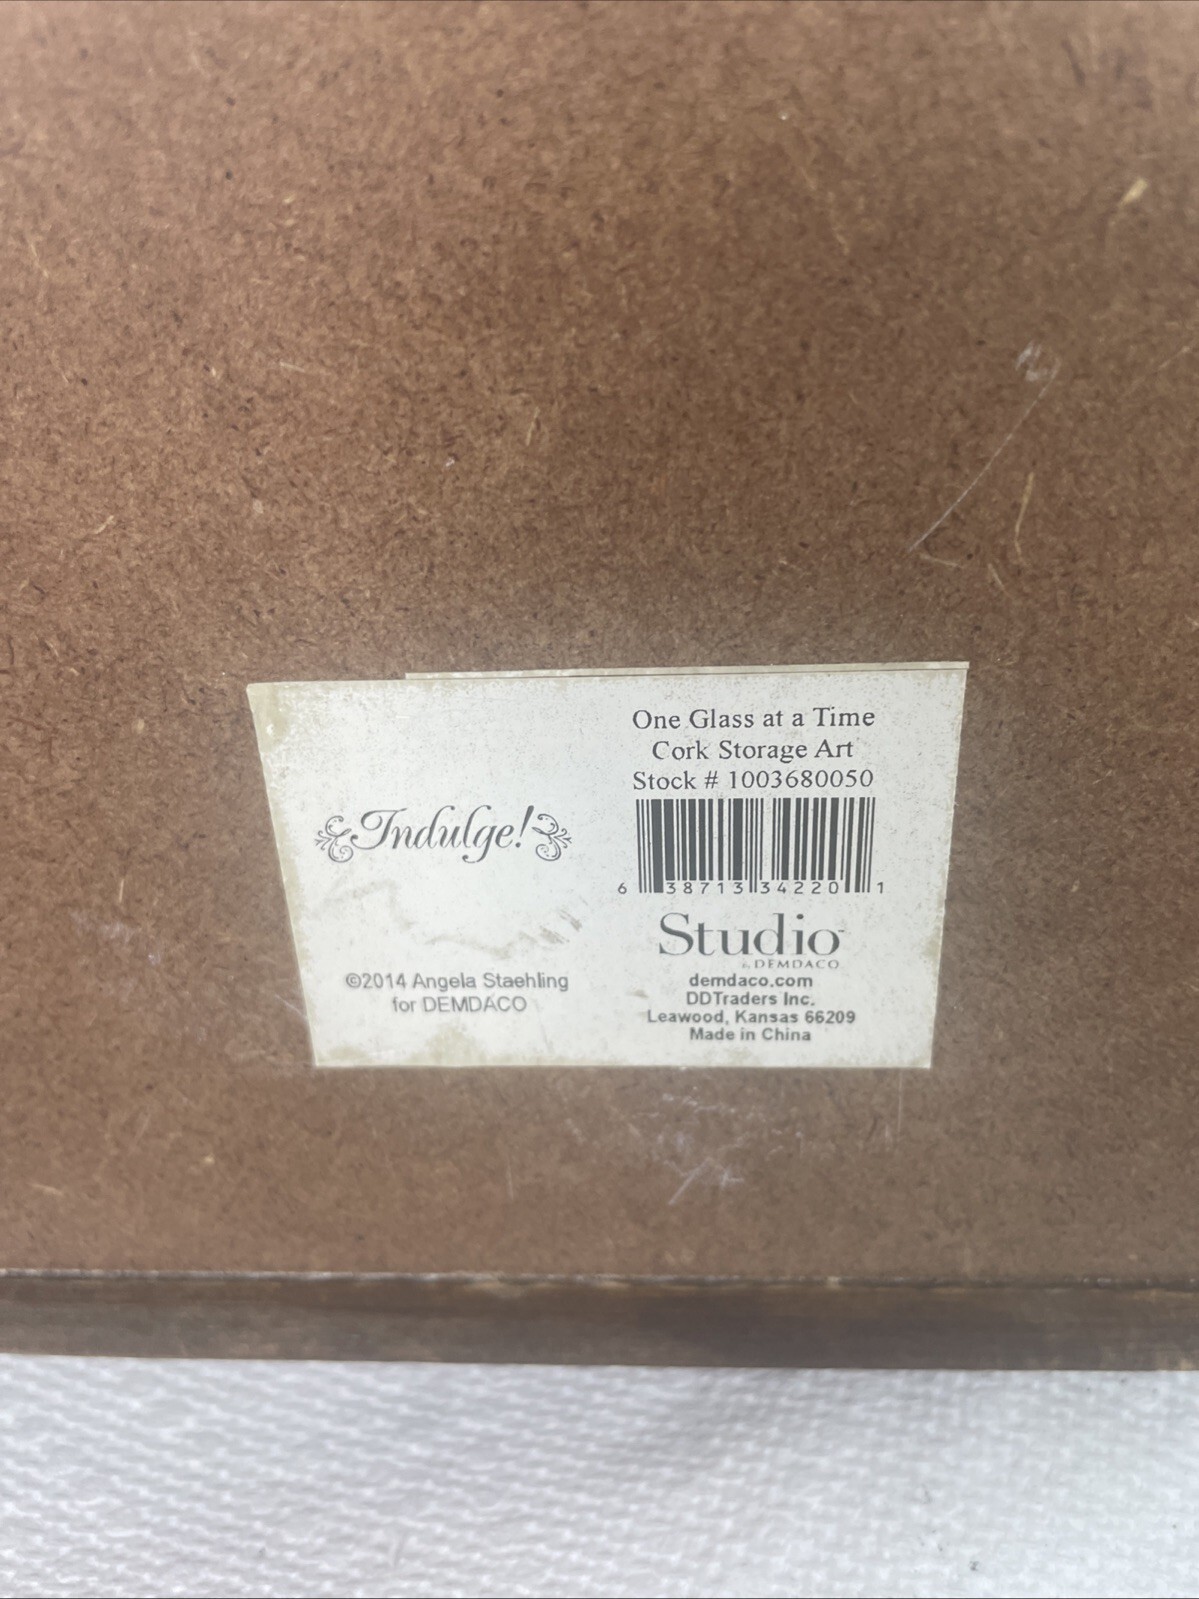 One Glass at a Time
Cork Storage Art
Stock # 1003680050
6 38713 34220 1
Indulge!
Studio
by DEMDACO
demdaco.com
DDTraders Inc.
Leawood, Kansas 66209
Made in China
©2014 Angela Staehling
for DEMDACO